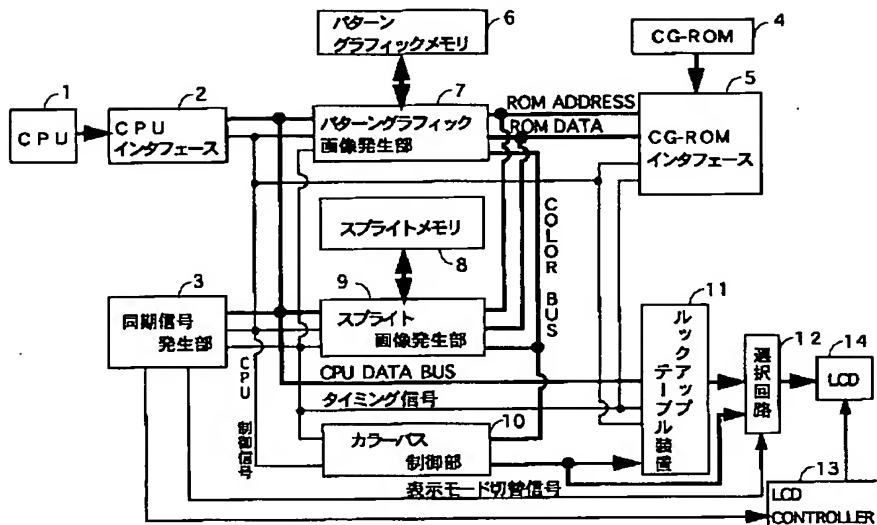 パターン
グラフィックメモリ
6
CG-ROM
4
1
CPU
2
CPU
インタフェース
7
パターングラフィック
画像発生部
ROM ADDRESS
ROM DATA
5
CG-ROM
インタフェース
スプライトメモリ
8
COLOR BUS
3
同期信号
発生部
9
スプライト
画像発生部
11
ルックアップ
テーブル装置
12
選択回路
14
LCD
CPU DATA BUS
タイミング信号
CPU 制御信号
10
カラーバス
制御部
表示モード切替信号
13
LCD
CONTROLLER